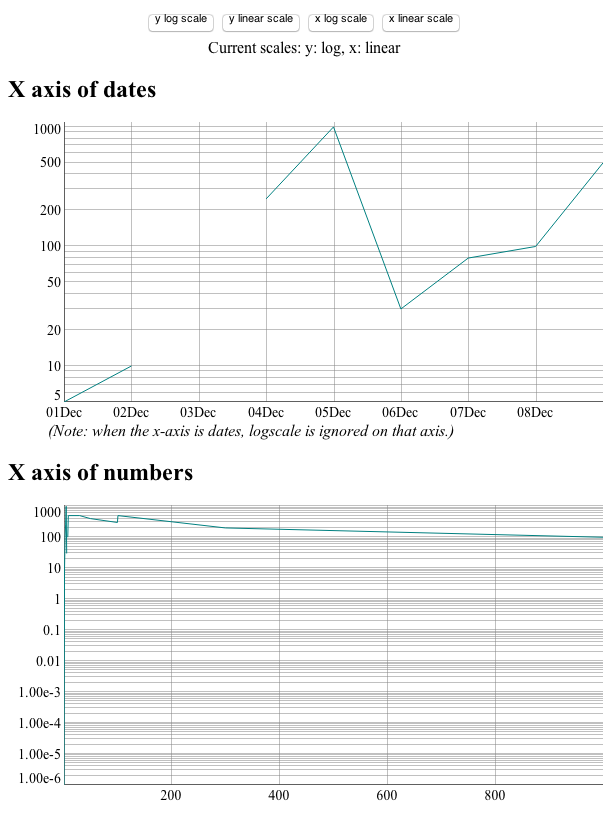 y log scale y linear scale x log scale x linear scale
Current scales: y: log, x: linear
X axis of dates
1000
500
200
100
50
20
10
5
01Dec 02Dec 03Dec 04Dec 05Dec 06Dec 07Dec 08Dec
(Note: when the x-axis is dates, logscale is ignored on that axis.)
X axis of numbers
1000
100
10
1
0.1
0.01
1.00e-3
1.00e-4
1.00e-5
1.00e-6
200 400 600 800